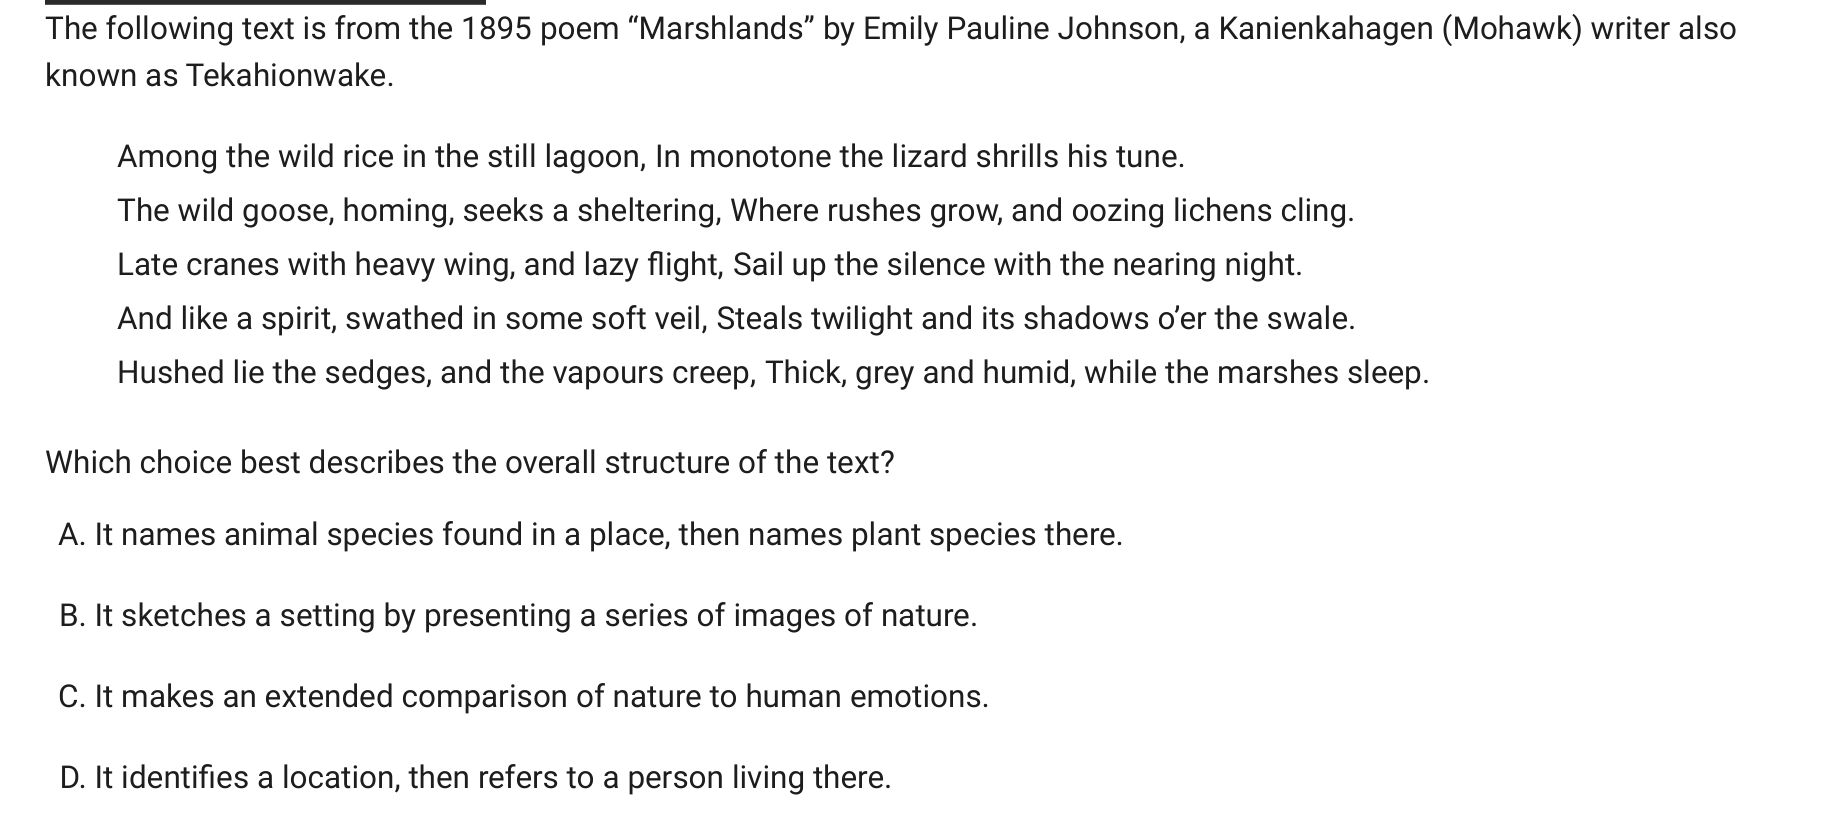 The following text is from the 1895 poem “Marshlands” by Emily Pauline Johnson, a Kanienkahagen (Mohawk) writer also
known as Tekahionwake.
Among the wild rice in the still lagoon, In monotone the lizard shrills his tune.
The wild goose, homing, seeks a sheltering, Where rushes grow, and oozing lichens cling.
Late cranes with heavy wing, and lazy flight, Sail up the silence with the nearing night.
And like a spirit, swathed in some soft veil, Steals twilight and its shadows o’er the swale.
Hushed lie the sedges, and the vapours creep, Thick, grey and humid, while the marshes sleep.
Which choice best describes the overall structure of the text?
A. It names animal species found in a place, then names plant species there.
B. It sketches a setting by presenting a series of images of nature.
C. It makes an extended comparison of nature to human emotions.
D. It identifies a location, then refers to a person living there.